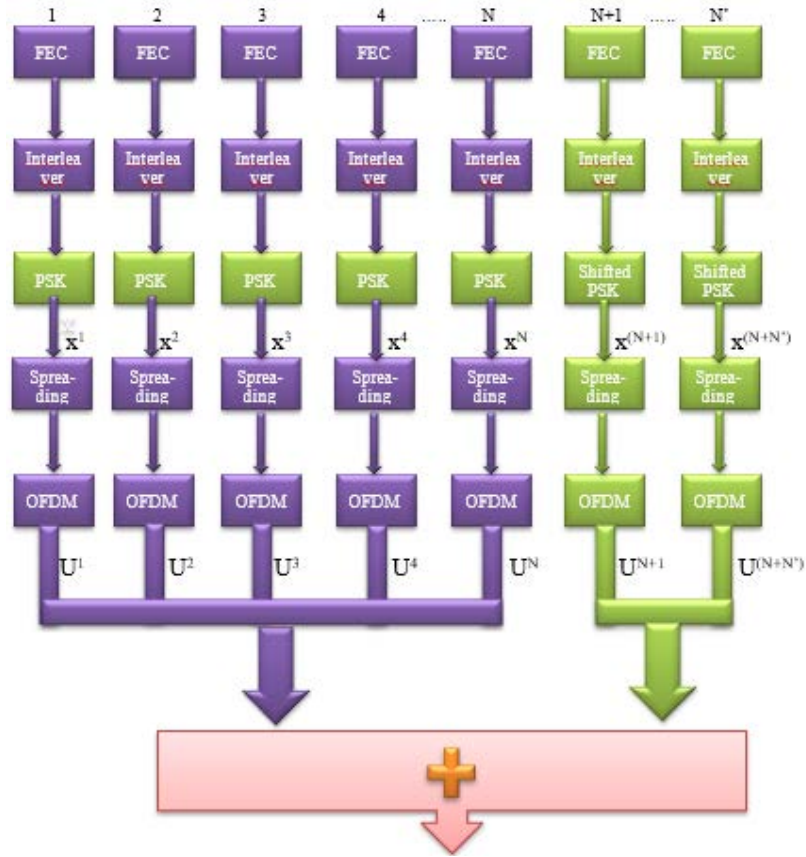 1 2 3 4 ..... N N+1 ..... N*
FEC FEC FEC FEC FEC FEC FEC
Interlea Interlea Interlea Interlea Interlea Interlea Interlea
ver ver ver ver ver ver ver
PSK PSK PSK PSK PSK Shifted Shifted
PSK PSK
x¹ x² x³ x⁴ xᴺ x⁽ᴺ⁺¹⁾ x⁽ᴺ⁺ᴺ*⁾
Sprea- Sprea- Sprea- Sprea- Sprea- Sprea- Sprea-
ding ding ding ding ding ding ding
OFDM OFDM OFDM OFDM OFDM OFDM OFDM
U¹ U² U³ U⁴ Uᴺ Uᴺ⁺¹ U⁽ᴺ⁺ᴺ*⁾
+